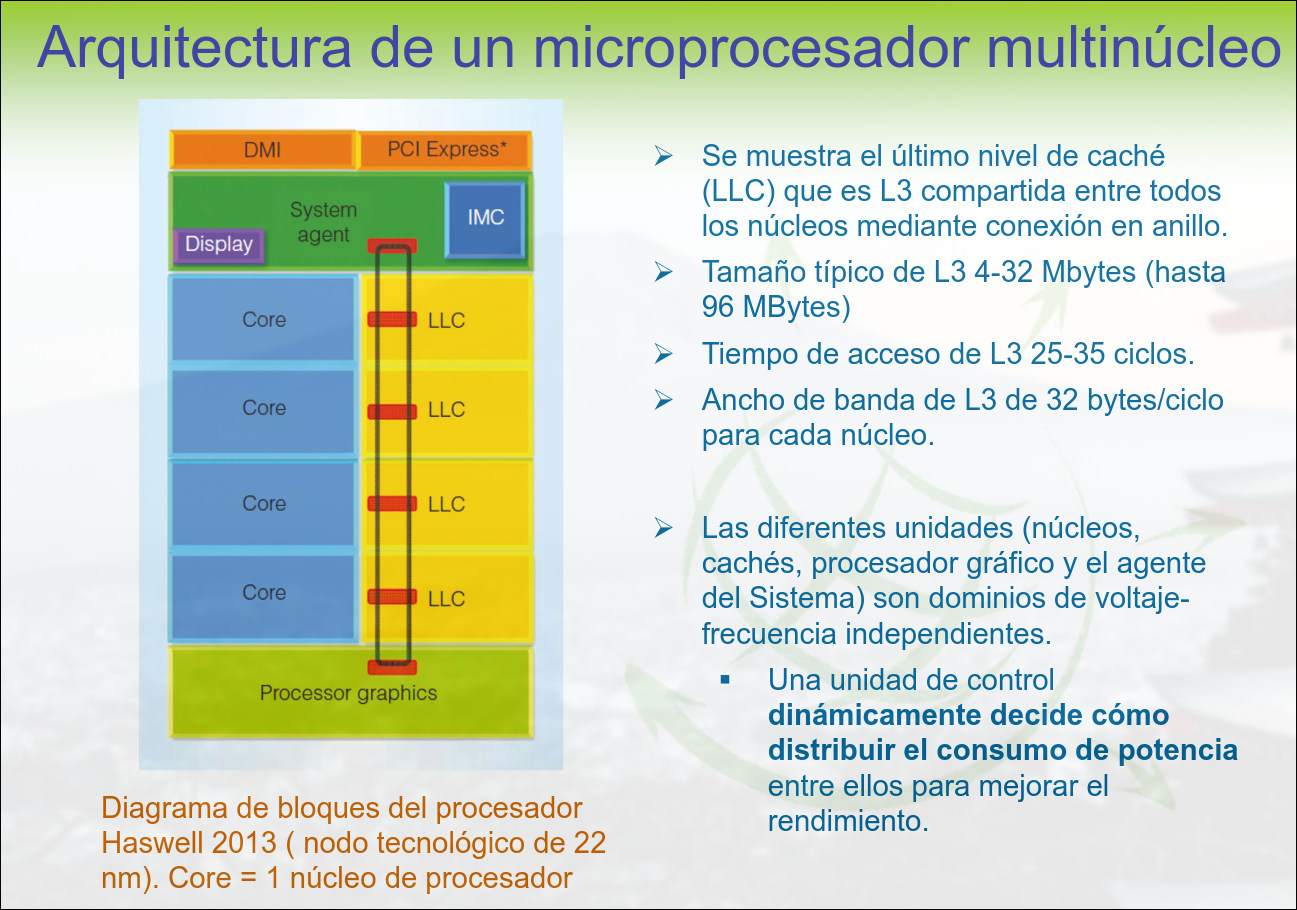 Arquitectura de un microprocesador multinúcleo
DMI
PCI Express*
System
agent
IMC
Display
Core
LLC
Core
LLC
Core
LLC
Core
LLC
Processor graphics
Diagrama de bloques del procesador
Haswell 2013 ( nodo tecnológico de 22
nm). Core = 1 núcleo de procesador
Se muestra el último nivel de caché
(LLC) que es L3 compartida entre todos
los núcleos mediante conexión en anillo.
Tamaño típico de L3 4-32 Mbytes (hasta
96 MBytes)
Tiempo de acceso de L3 25-35 ciclos.
Ancho de banda de L3 de 32 bytes/ciclo
para cada núcleo.
Las diferentes unidades (núcleos,
cachés, procesador gráfico y el agente
del Sistema) son dominios de voltaje-
frecuencia independientes.
Una unidad de control
dinámicamente decide cómo
distribuir el consumo de potencia
entre ellos para mejorar el
rendimiento.